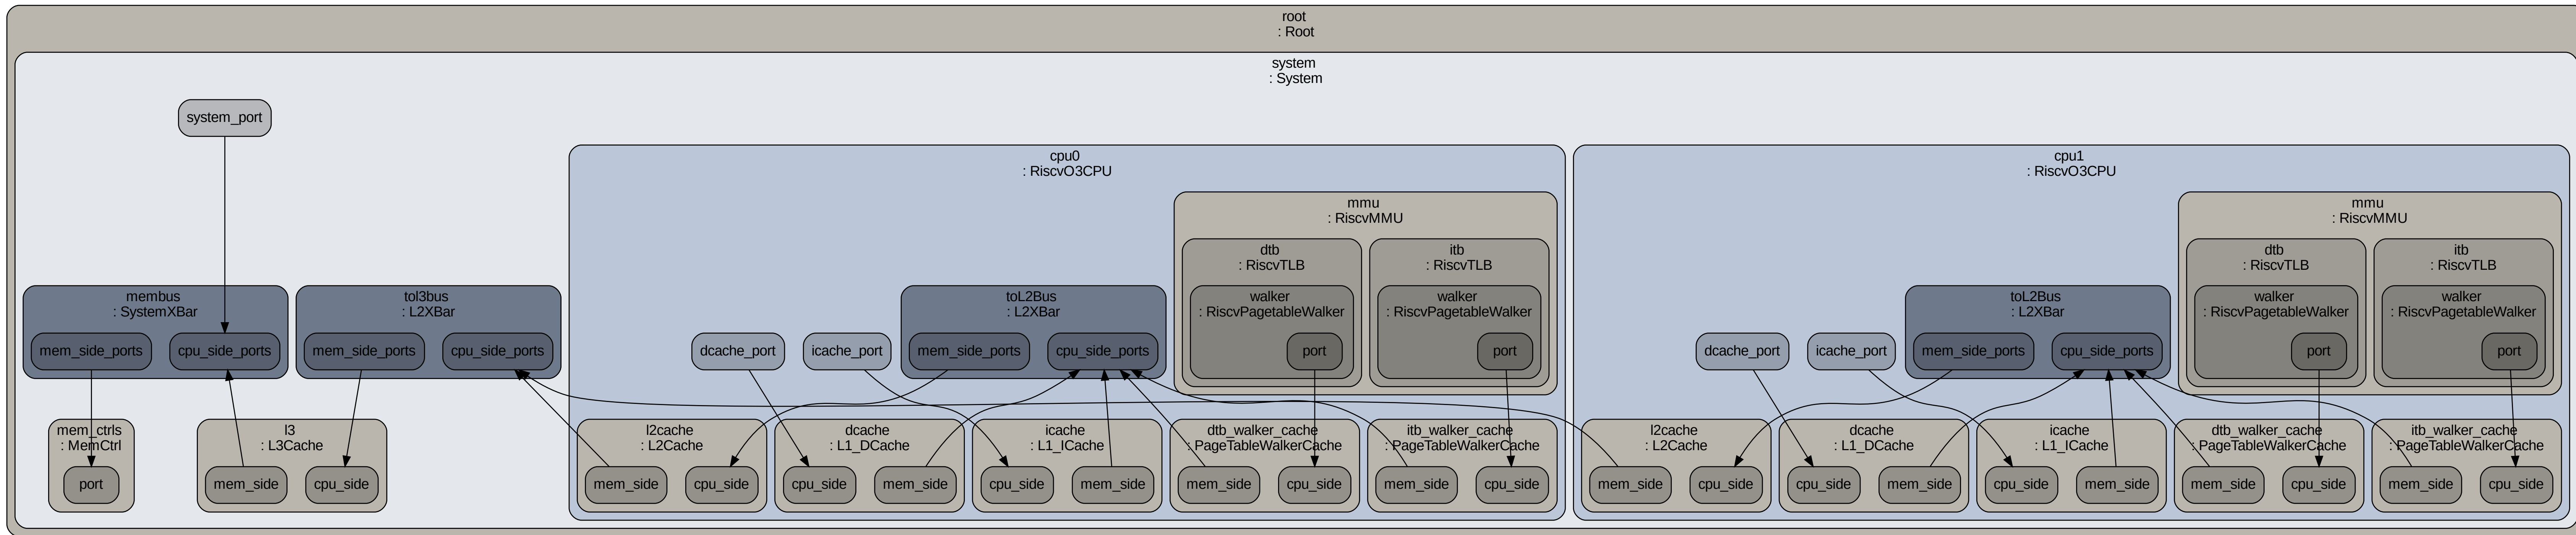 root
: Root
system
: System
system_port
cpu0
: RiscvO3CPU
cpu1
: RiscvO3CPU
mmu
: RiscvMMU
mmu
: RiscvMMU
dtb
: RiscvTLB
itb
: RiscvTLB
dtb
: RiscvTLB
itb
: RiscvTLB
membus
: SystemXBar
tol3bus
: L2XBar
toL2Bus
: L2XBar
walker
: RiscvPagetableWalker
walker
: RiscvPagetableWalker
toL2Bus
: L2XBar
walker
: RiscvPagetableWalker
walker
: RiscvPagetableWalker
mem_side_ports
cpu_side_ports
mem_side_ports
cpu_side_ports
dcache_port
icache_port
mem_side_ports
cpu_side_ports
port
port
dcache_port
icache_port
mem_side_ports
cpu_side_ports
port
port
mem_ctrls
: MemCtrl
l3
: L3Cache
l2cache
: L2Cache
dcache
: L1_DCache
icache
: L1_ICache
dtb_walker_cache
: PageTableWalkerCache
itb_walker_cache
: PageTableWalkerCache
l2cache
: L2Cache
dcache
: L1_DCache
icache
: L1_ICache
dtb_walker_cache
: PageTableWalkerCache
itb_walker_cache
: PageTableWalkerCache
port
mem_side
cpu_side
mem_side
cpu_side
cpu_side
mem_side
cpu_side
mem_side
mem_side
cpu_side
mem_side
cpu_side
mem_side
cpu_side
cpu_side
mem_side
cpu_side
mem_side
mem_side
cpu_side
mem_side
cpu_side